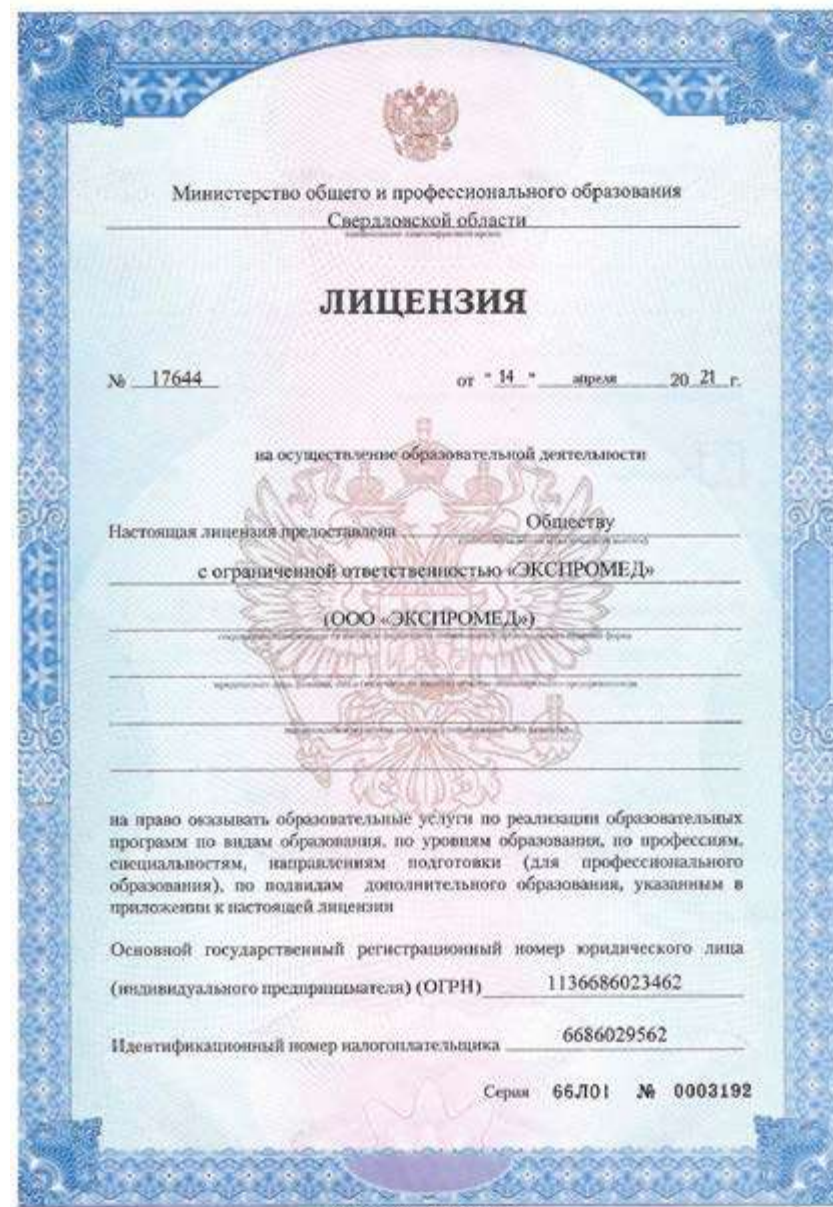 Министерство общего и профессионального образования
Свердловской области
ЛИЦЕНЗИЯ
№ 17644 от "14" апреля 2021 г.
на осуществление образовательной деятельности
Настоящая лицензия предоставлена Обществу
с ограниченной ответственностью «ЭКСПРОМЕД»
(ООО «ЭКСПРОМЕД»)
на право оказывать образовательные услуги по реализации образовательных
программ по видам образования, по уровням образования, по профессиям,
специальностям, направлениям подготовки (для профессионального
образования), по подвидам дополнительного образования, указанным в
приложении к настоящей лицензии
Основной государственный регистрационный номер юридического лица
(индивидуального предпринимателя) (ОГРН) 1136686023462
Идентификационный номер налогоплательщика 6686029562
Серия 66Л01 № 0003192